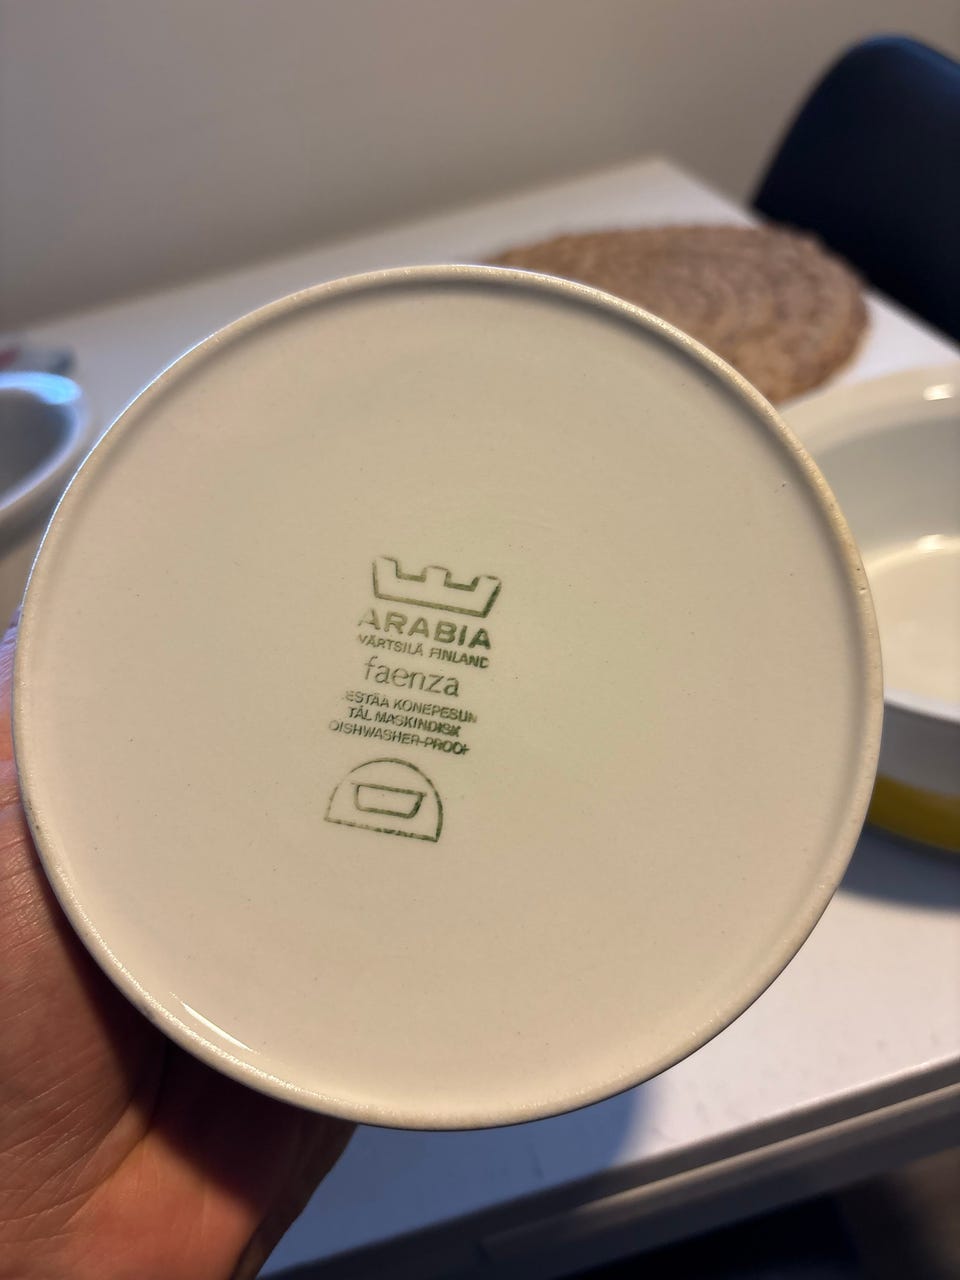 ARABIA
WÄRTSILÄ FINLAND
faenza
KESTÄÄ KONEPESUN
TÅL MASKINDISK
DISHWASHER-PROOF